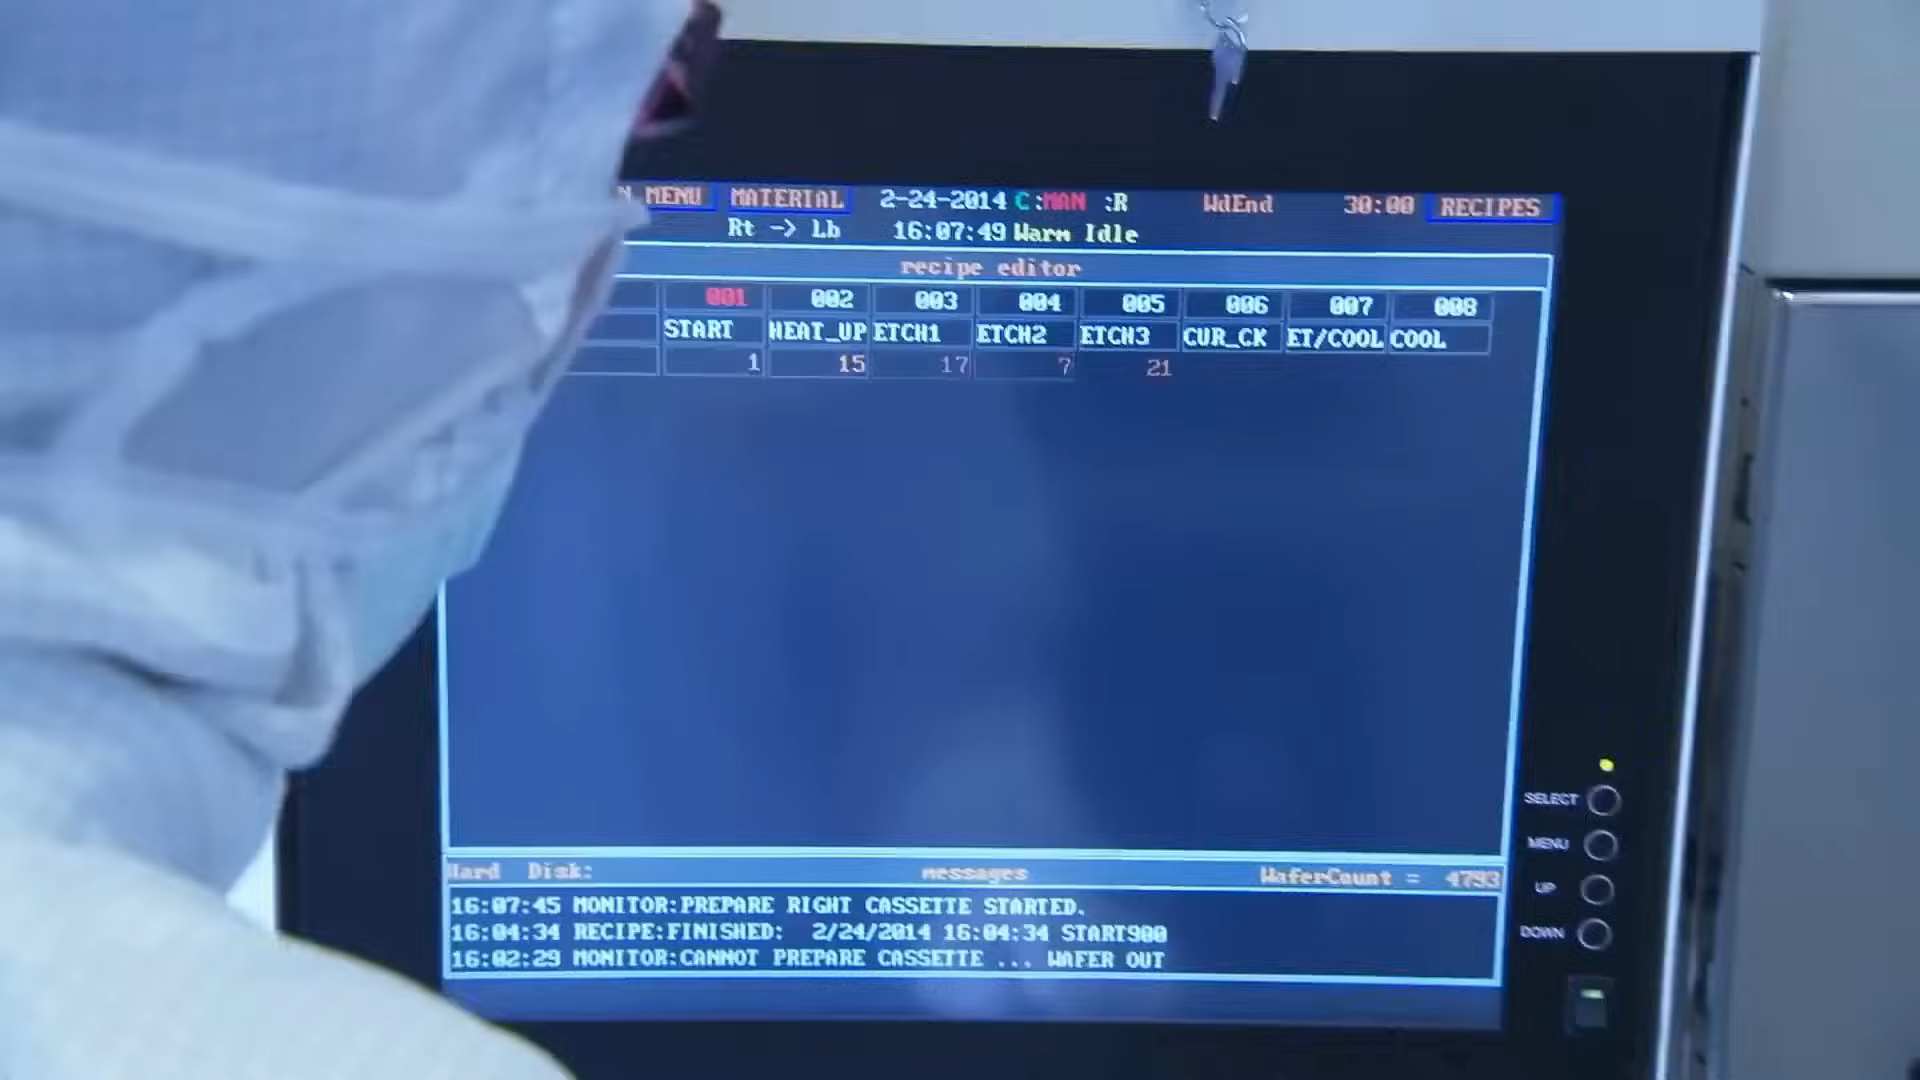 MENU MATERIAL 2-24-2014 C:MAN :R WdEnd 30:00 RECIPES
Rt -> Lb 16:07:49 Warm Idle
recipe editor
001 002 003 004 005 006 007 008
START HEAT_UP ETCH1 ETCH2 ETCH3 CUR_CK ET/COOL COOL
1 15 17 7 21
Hard Disk: messages WaferCount = 4793
16:07:45 MONITOR:PREPARE RIGHT CASSETTE STARTED.
16:04:34 RECIPE:FINISHED: 2/24/2014 16:04:34 START900
16:02:29 MONITOR:CANNOT PREPARE CASSETTE ... WAFER OUT
SELECT
MENU
UP
DOWN